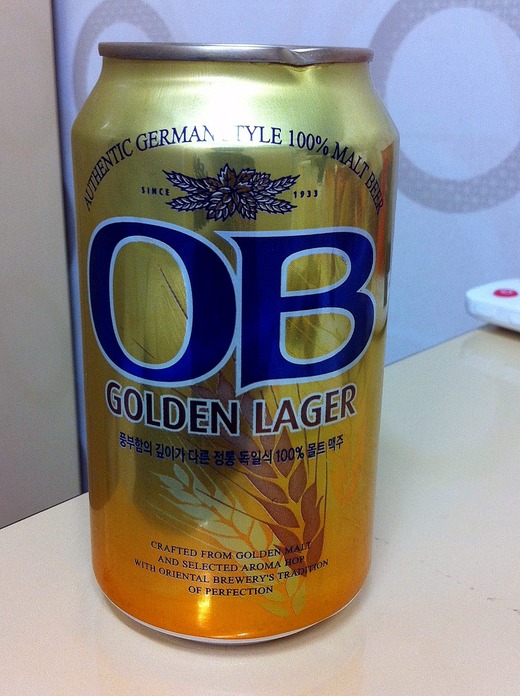 AUTHENTIC GERMAN STYLE 100% MALT BEER
SINCE 1933
OB
GOLDEN LAGER
풍부함의 깊이가 다른 정통 독일식 100% 몰트 맥주
CRAFTED FROM GOLDEN MALT
AND SELECTED AROMA HOP
WITH ORIENTAL BREWERY'S TRADITION
OF PERFECTION